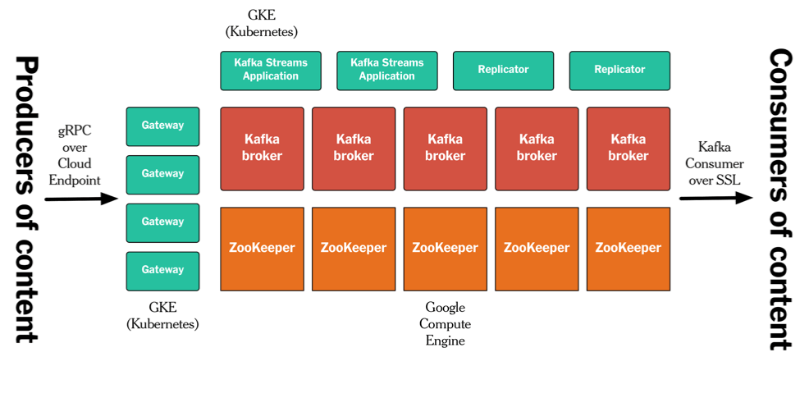 Producers of content
gRPC
over
Cloud
Endpoint
GKE
(Kubernetes)
Kafka Streams
Application
Kafka Streams
Application
Replicator
Replicator
Gateway
Gateway
Gateway
Gateway
GKE
(Kubernetes)
Kafka
broker
Kafka
broker
Kafka
broker
Kafka
broker
Kafka
broker
ZooKeeper
ZooKeeper
ZooKeeper
ZooKeeper
ZooKeeper
Google
Compute
Engine
Kafka
Consumer
over SSL
Consumers of content